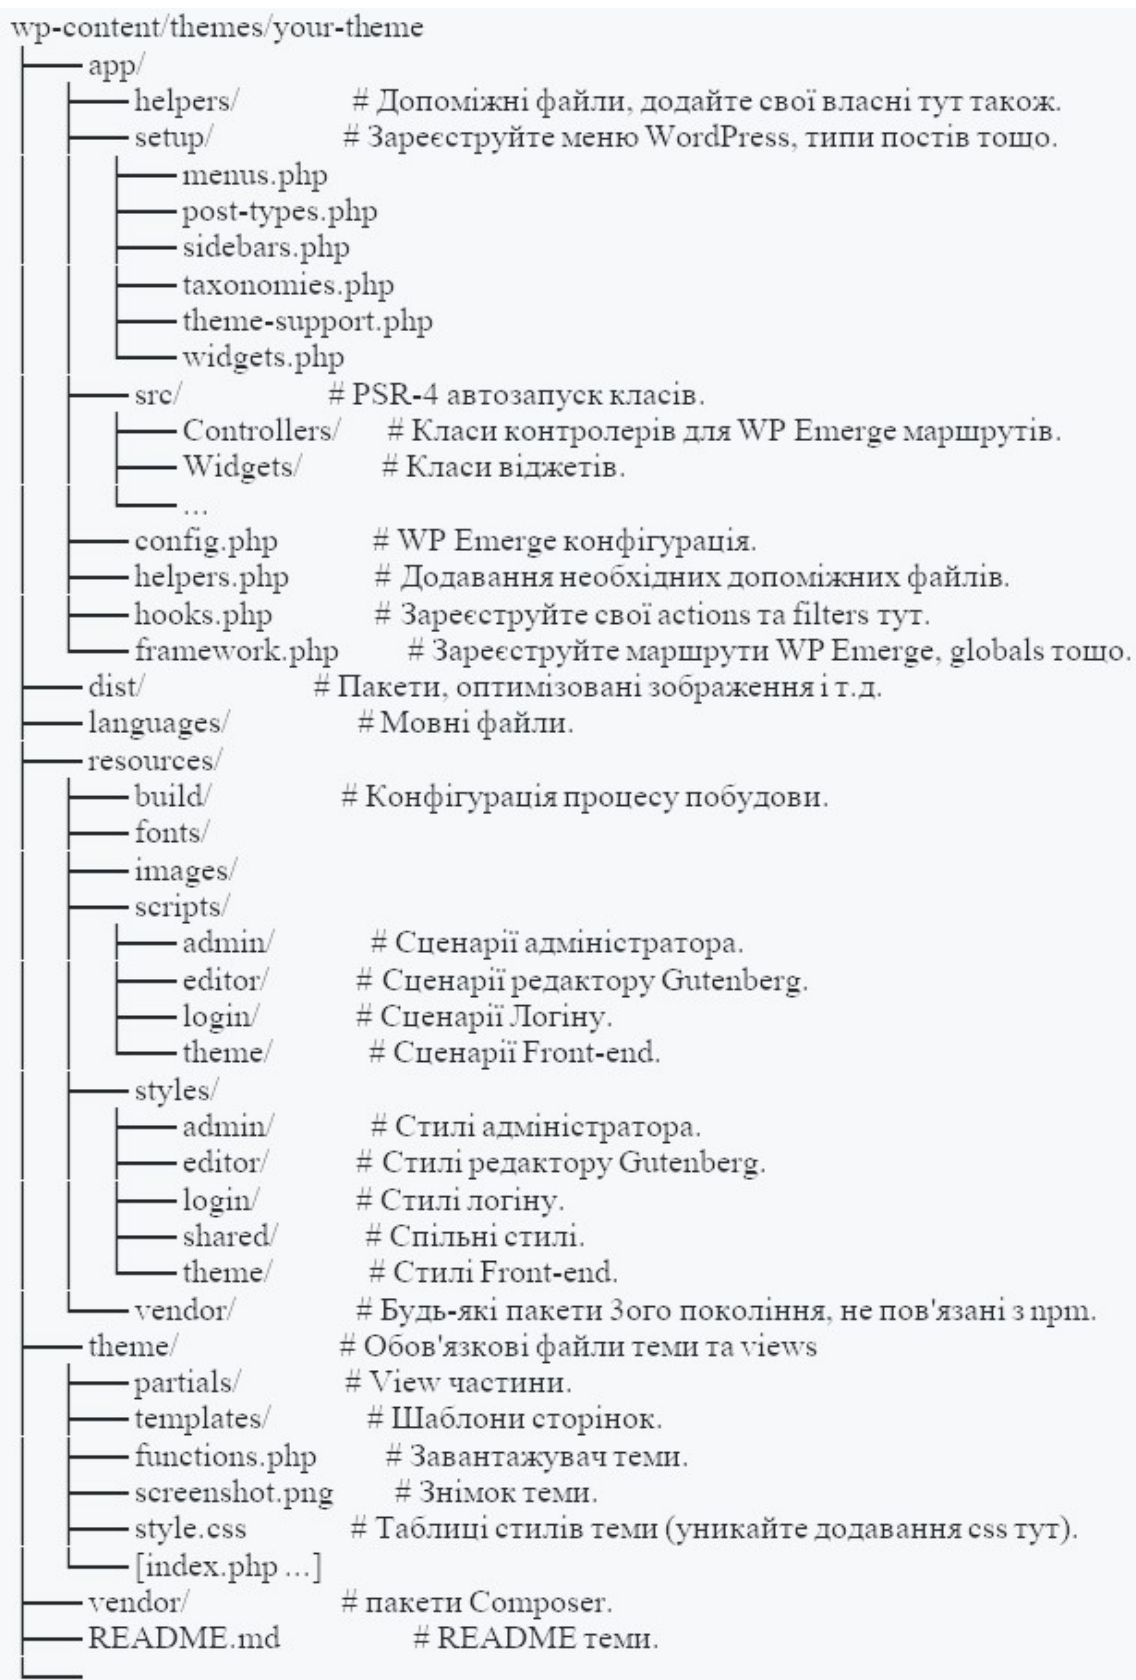 wp-content/themes/your-theme
app/
helpers/ # Допоміжні файли, додайте свої власні тут також.
setup/ # Зареєструйте меню WordPress, типи постів тощо.
menus.php
post-types.php
sidebars.php
taxonomies.php
theme-support.php
widgets.php
src/ # PSR-4 автозапуск класів.
Controllers/ # Класи контролерів для WP Emerge маршрутів.
Widgets/ # Класи віджетів.
...
config.php # WP Emerge конфігурація.
helpers.php # Додавання необхідних допоміжних файлів.
hooks.php # Зареєструйте свої actions та filters тут.
framework.php # Зареєструйте маршрути WP Emerge, globals тощо.
dist/ # Пакети, оптимізовані зображення і т.д.
languages/ # Мовні файли.
resources/
build/ # Конфігурація процесу побудови.
fonts/
images/
scripts/
admin/ # Сценарії адміністратора.
editor/ # Сценарії редактору Gutenberg.
login/ # Сценарії Логіну.
theme/ # Сценарії Front-end.
styles/
admin/ # Стилі адміністратора.
editor/ # Стилі редактору Gutenberg.
login/ # Стилі логіну.
shared/ # Спільні стилі.
theme/ # Стилі Front-end.
vendor/ # Будь-які пакети 3ого покоління, не пов'язані з npm.
theme/ # Обов'язкові файли теми та views
partials/ # View частини.
templates/ # Шаблони сторінок.
functions.php # Завантажувач теми.
screenshot.png # Знімок теми.
style.css # Таблиці стилів теми (уникайте додавання css тут).
[index.php ...]
vendor/ # пакети Composer.
README.md # README теми.